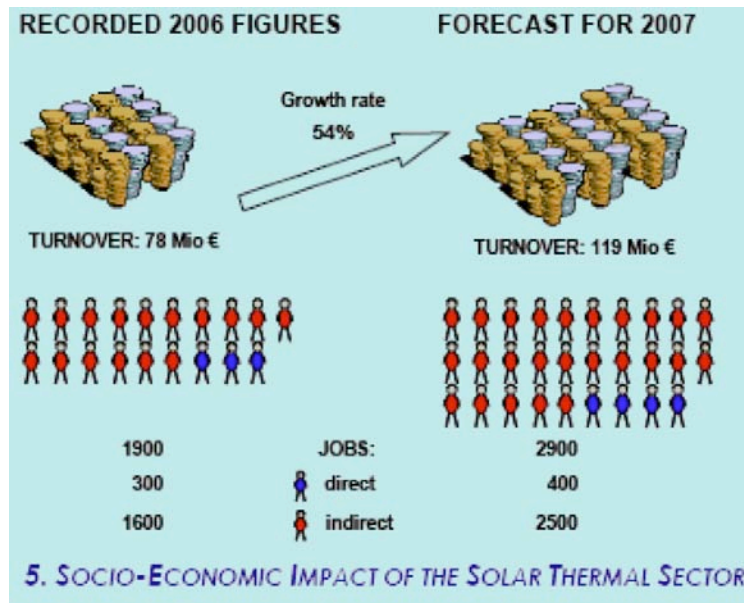 RECORDED 2006 FIGURES
FORECAST FOR 2007
Growth rate
54%
TURNOVER: 78 Mio €
TURNOVER: 119 Mio €
1900 JOBS: 2900
300 direct 400
1600 indirect 2500
5. SOCIO-ECONOMIC IMPACT OF THE SOLAR THERMAL SECTOR